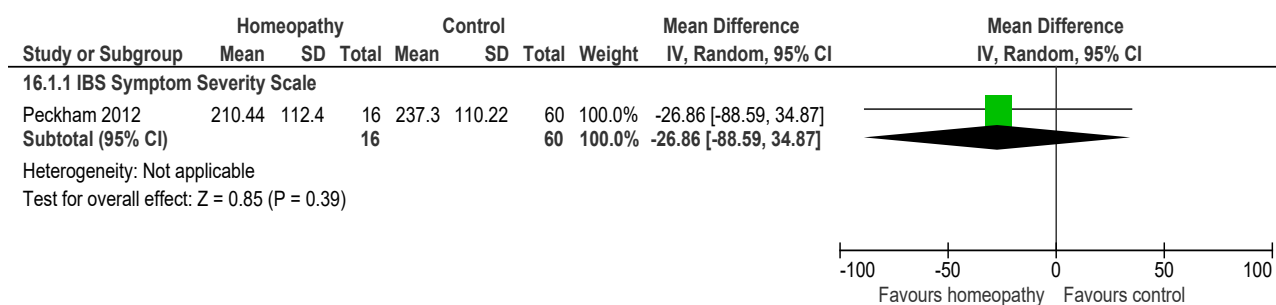 Homeopathy Control Mean Difference Mean Difference
Study or Subgroup Mean SD Total Mean SD Total Weight IV, Random, 95% CI IV, Random, 95% CI
16.1.1 IBS Symptom Severity Scale
Peckham 2012 210.44 112.4 16 237.3 110.22 60 100.0% -26.86 [-88.59, 34.87]
Subtotal (95% CI) 16 60 100.0% -26.86 [-88.59, 34.87]
Heterogeneity: Not applicable
Test for overall effect: Z = 0.85 (P = 0.39)
-100 -50 0 50 100
Favours homeopathy Favours control